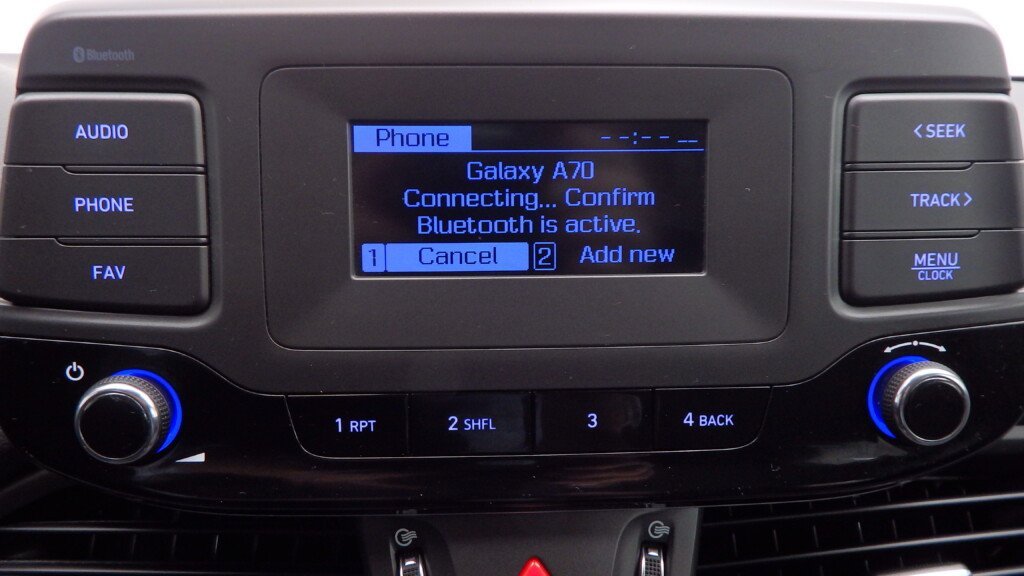 Bluetooth
AUDIO
PHONE
FAV
Phone --:-- --
Galaxy A70
Connecting... Confirm
Bluetooth is active.
1 Cancel 2 Add new
< SEEK
TRACK >
MENU
CLOCK
1 RPT
2 SHFL
3
4 BACK